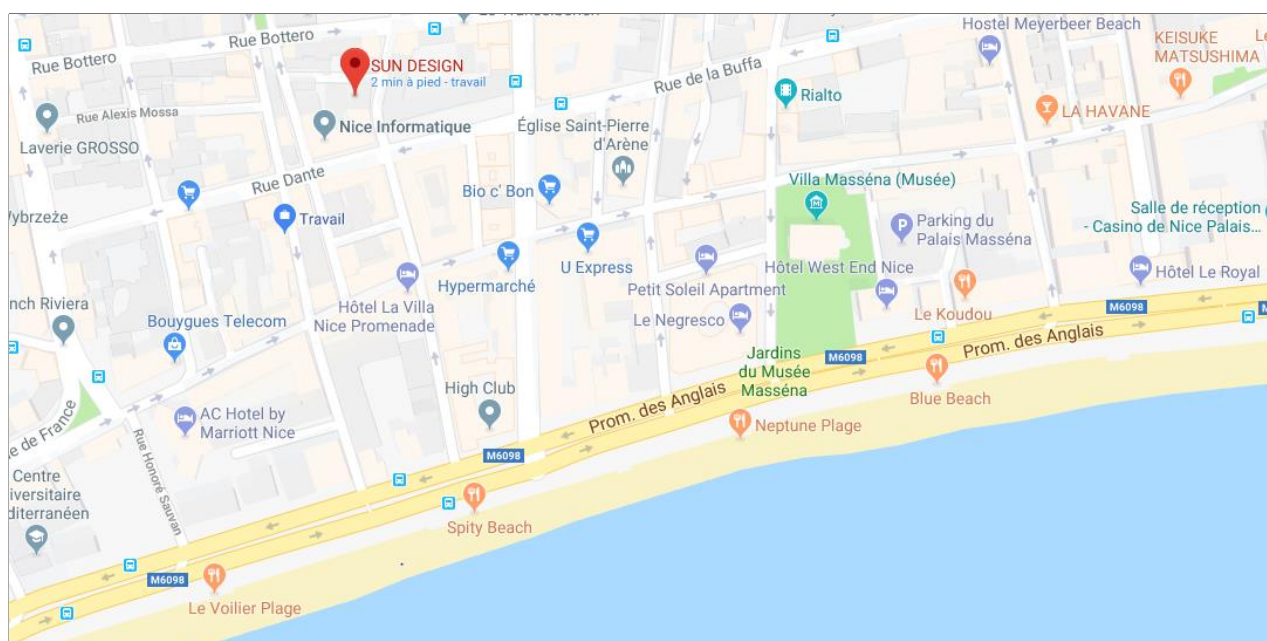 Hostel Meyerbeer Beach
Rue Bottero
Rue Bottero
KEISUKE
MATSUSHIMA
SUN DESIGN
2 min à pied - travail
Rue de la Buffa
Rialto
LA HAVANE
Rue Alexis Mossa
Nice Informatique
Laverie GROSSO
Église Saint-Pierre
d'Arène
Rue Dante
Villa Masséna (Musée)
Bio c' Bon
Travail
Parking du
Palais Masséna
Salle de réception
- Casino de Nice Palais...
U Express
Hypermarché
Hôtel West End Nice
Hôtel Le Royal
Petit Soleil Apartment
Hôtel La Villa
Nice Promenade
Le Negresco
Le Koudou
M6098
Bouygues Telecom
Prom. des Anglais
M6098
Jardins
du Musée
Masséna
High Club
Prom. des Anglais
Blue Beach
AC Hotel by
Marriott Nice
Neptune Plage
M6098
Rue Honoré Sauvan
de France
Centre
Spity Beach
M6098
Le Voilier Plage